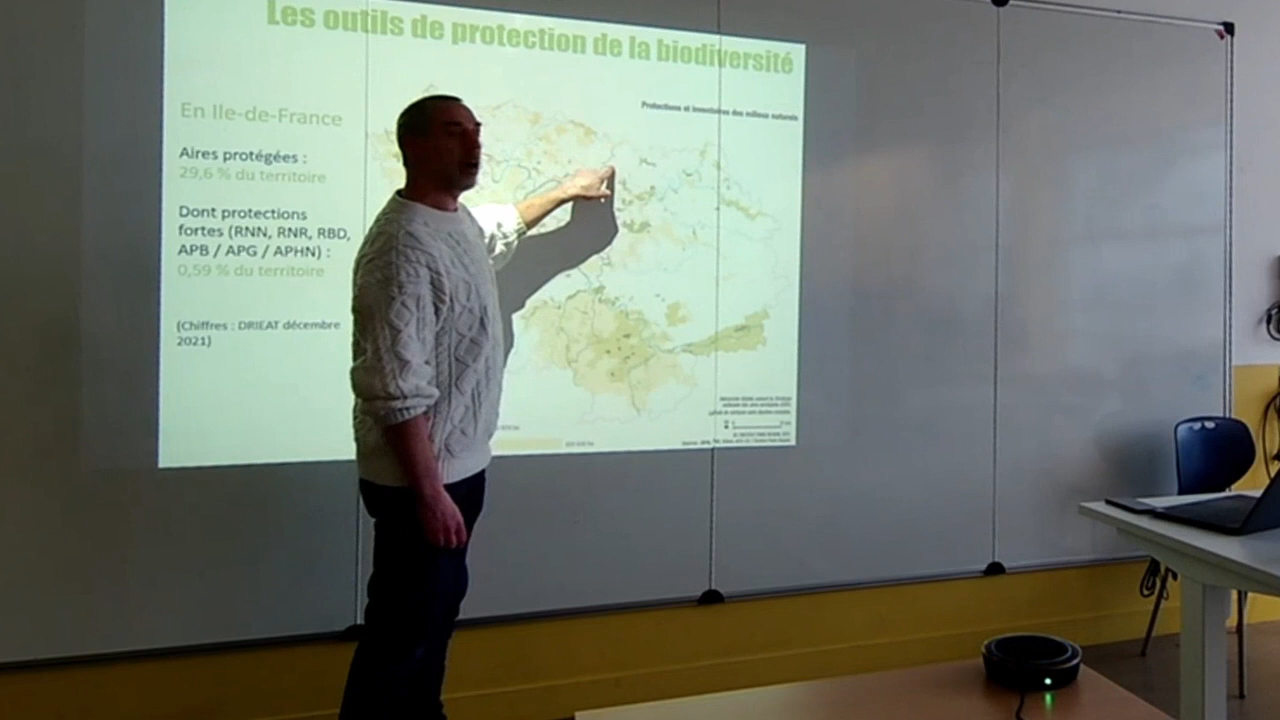 Les outils de protection de la biodiversité
En Ile-de-France
Protections et inventaires des milieux naturels
Aires protégées :
29,6 % du territoire
Dont protections
fortes (RNN, RNR, RBD,
APB / APG / APHN) :
0,59 % du territoire
(Chiffres : DRIEAT décembre
2021)